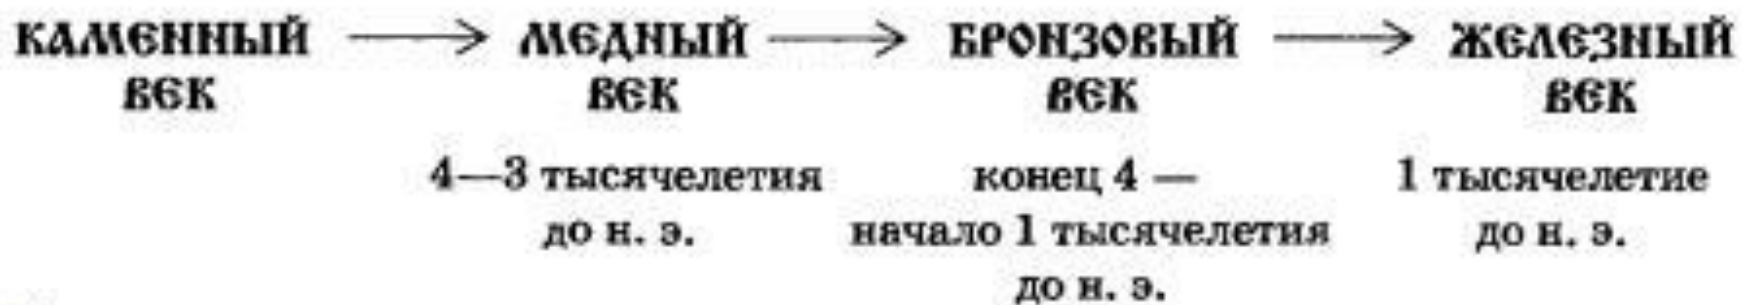 КАМЕННЫЙ → МЕДНЫЙ → БРОНЗОВЫЙ → ЖЕЛЕЗНЫЙ
ВЕК ВЕК ВЕК ВЕК
4—3 тысячелетия конец 4 — 1 тысячелетие
до н. э. начало 1 тысячелетия до н. э.
до н. э.